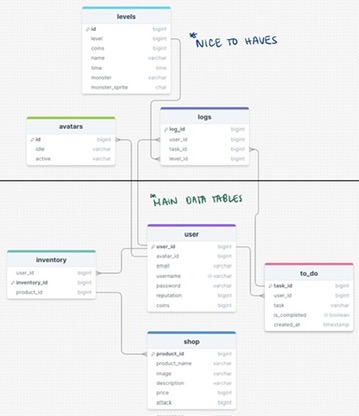 levels
id bigint
level bigint
coins bigint
name varchar
time time
monster varchar
monster_sprite char
* NICE TO HAVES
avatars
id bigint
idle varchar
active varchar
logs
log_id bigint
user_id bigint
task_id bigint
level_id bigint
* MAIN DATA TABLES
user
user_id bigint
avatar_id bigint
email varchar
username varchar
password varchar
reputation bigint
coins bigint
inventory
user_id bigint
inventory_id bigint
product_id bigint
to_do
task_id bigint
user_id bigint
task varchar
is_completed boolean
created_at timestamp
shop
product_id bigint
product_name varchar
image varchar
description varchar
price bigint
attack bigint